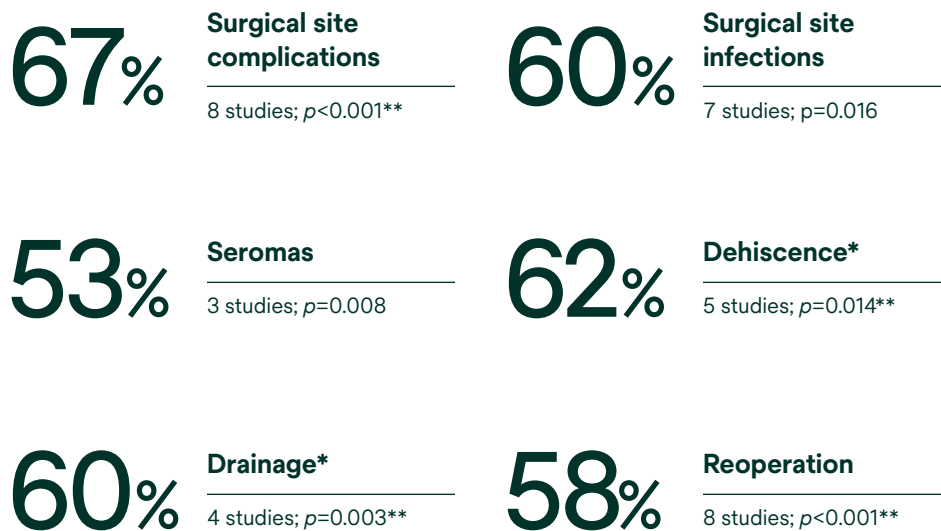 67%
Surgical site
complications
8 studies; p<0.001**
60%
Surgical site
infections
7 studies; p=0.016
53%
Seromas
3 studies; p=0.008
62%
Dehiscence*
5 studies; p=0.014**
60%
Drainage*
4 studies; p=0.003**
58%
Reoperation
8 studies; p<0.001**